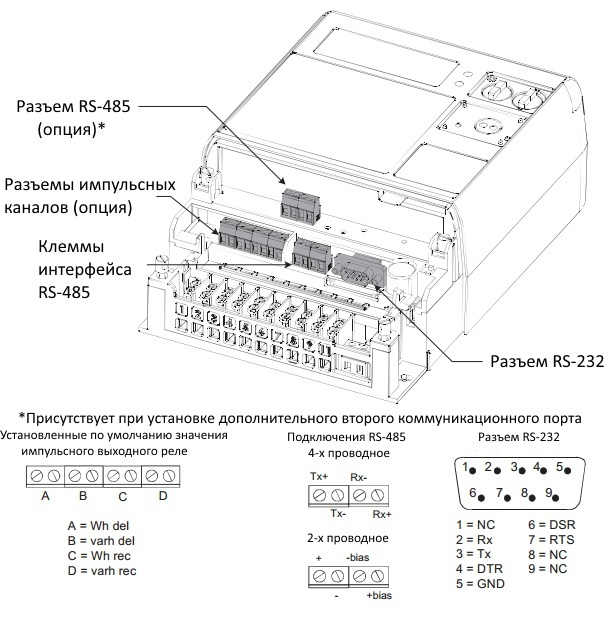 Разъем RS-485
(опция)*
Разъемы импульсных
каналов (опция)
Клеммы
интерфейса
RS-485
Разъем RS-232
*Присутствует при установке дополнительного второго коммуникационного порта
Установленные по умолчанию значения
импульсного выходного реле
A B C D
A = Wh del
B = varh del
C = Wh rec
D = varh rec
Подключения RS-485
4-х проводное
Tx+ Rx-
Tx- Rx+
2-х проводное
+ -bias
- +bias
Разъем RS-232
1 2 3 4 5
6 7 8 9
1 = NC 6 = DSR
2 = Rx 7 = RTS
3 = Tx 8 = NC
4 = DTR 9 = NC
5 = GND